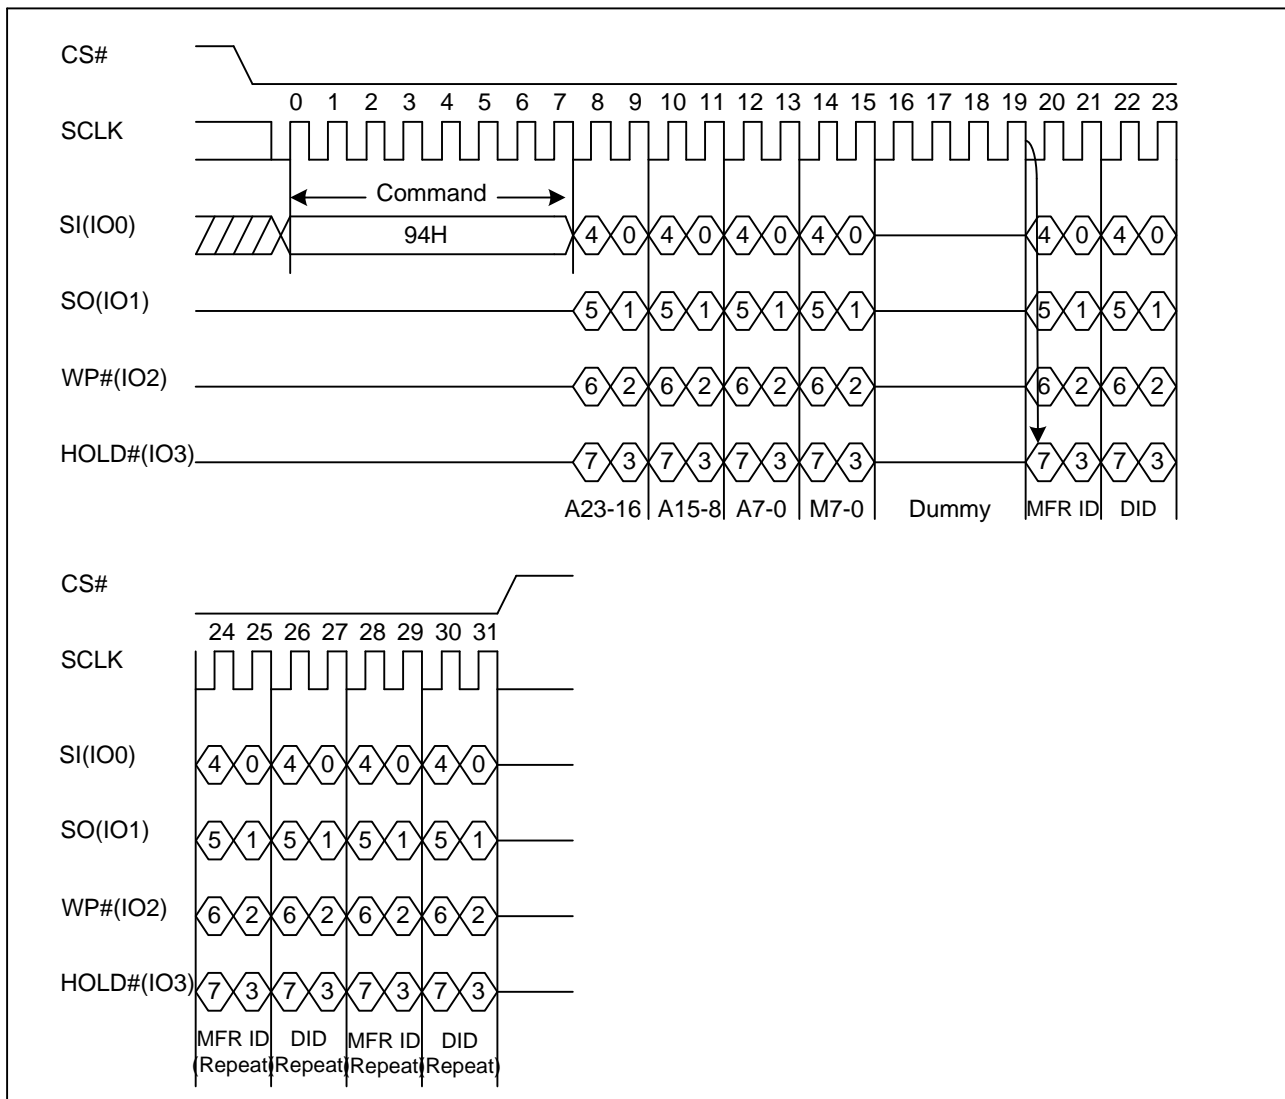 CS#
0 1 2 3 4 5 6 7 8 9 10 11 12 13 14 15 16 17 18 19 20 21 22 23
SCLK
Command
SI(IO0) 94H 4 0 4 0 4 0 4 0 4 0 4 0
SO(IO1) 5 1 5 1 5 1 5 1 5 1 5 1
WP#(IO2) 6 2 6 2 6 2 6 2 6 2 6 2
HOLD#(IO3) 7 3 7 3 7 3 7 3 7 3 7 3
A23-16 A15-8 A7-0 M7-0 Dummy MFR ID DID
CS#
24 25 26 27 28 29 30 31
SCLK
SI(IO0) 4 0 4 0 4 0 4 0
SO(IO1) 5 1 5 1 5 1 5 1
WP#(IO2) 6 2 6 2 6 2 6 2
HOLD#(IO3) 7 3 7 3 7 3 7 3
MFR ID DID MFR ID DID
(Repeat) (Repeat) (Repeat) (Repeat)